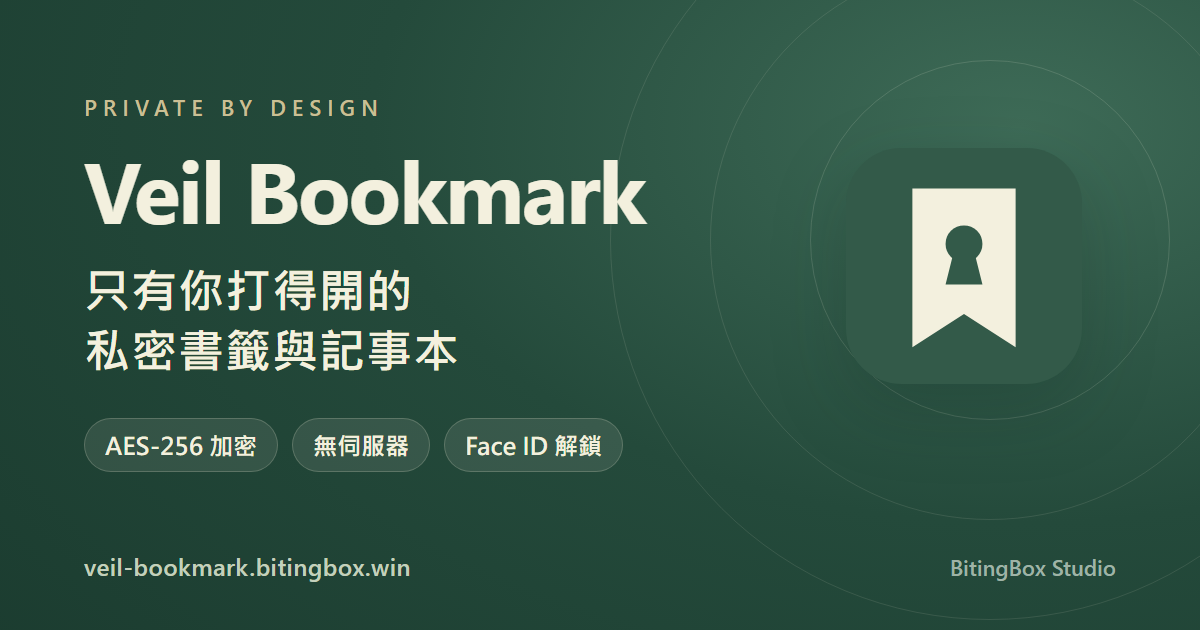 PRIVATE BY DESIGN
Veil Bookmark
只有你打得開的
私密書籤與記事本
AES-256 加密
無伺服器
Face ID 解鎖
veil-bookmark.bitingbox.win
BitingBox Studio